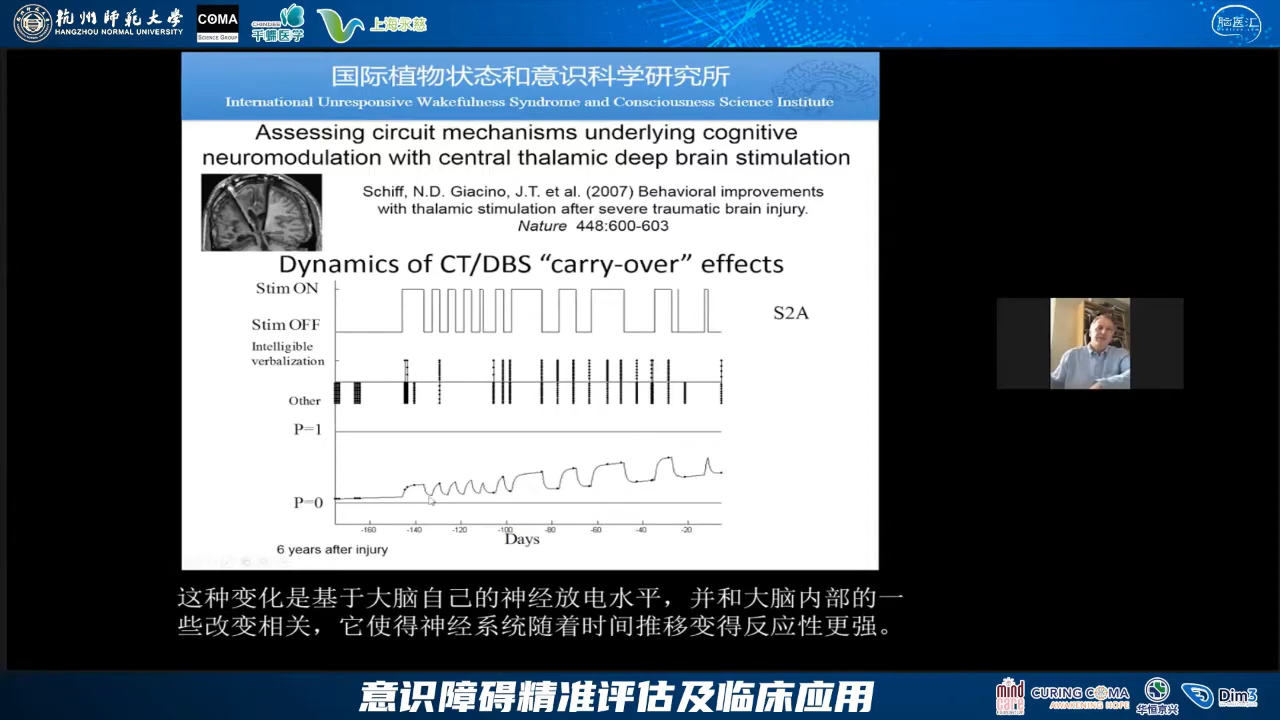 杭州师范大学
HANGZHOU NORMAL UNIVERSITY
COMA
SCIENCE GROUP
CHINDEX
千帆医学
上海永慈
脑医汇
国际植物状态和意识科学研究所
International Unresponsive Wakefulness Syndrome and Consciousness Science Institute
Assessing circuit mechanisms underlying cognitive
neuromodulation with central thalamic deep brain stimulation
Schiff, N.D. Giacino, J.T. et al. (2007) Behavioral improvements
with thalamic stimulation after severe traumatic brain injury.
Nature 448:600-603
Dynamics of CT/DBS “carry-over” effects
Stim ON
Stim OFF
S2A
Intelligible
verbalization
Other
P=1
P=0
-160 -140 -120 -100 -80 -60 -40 -20
Days
6 years after injury
这种变化是基于大脑自己的神经放电水平，并和大脑内部的一
些改变相关，它使得神经系统随着时间推移变得反应性更强。
意识障碍精准评估及临床应用
mind
care
CURING COMA
AWAKENING HOPE
华恒京兴
Dim3